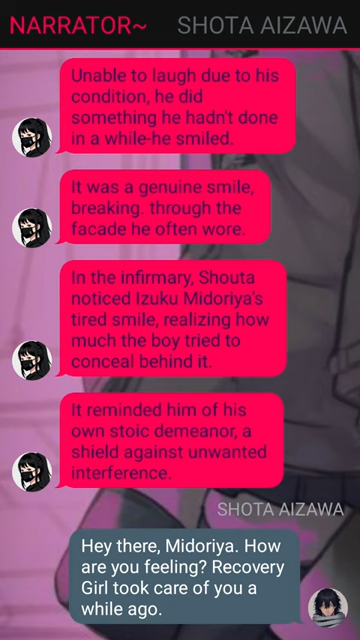 NARRATOR~ SHOTA AIZAWA
Unable to laugh due to his
condition, he did
something he hadn't done
in a while-he smiled.
It was a genuine smile,
breaking. through the
facade he often wore.
In the infirmary, Shouta
noticed Izuku Midoriya's
tired smile, realizing how
much the boy tried to
conceal behind it.
It reminded him of his
own stoic demeanor, a
shield against unwanted
interference.
SHOTA AIZAWA
Hey there, Midoriya. How
are you feeling? Recovery
Girl took care of you a
while ago.